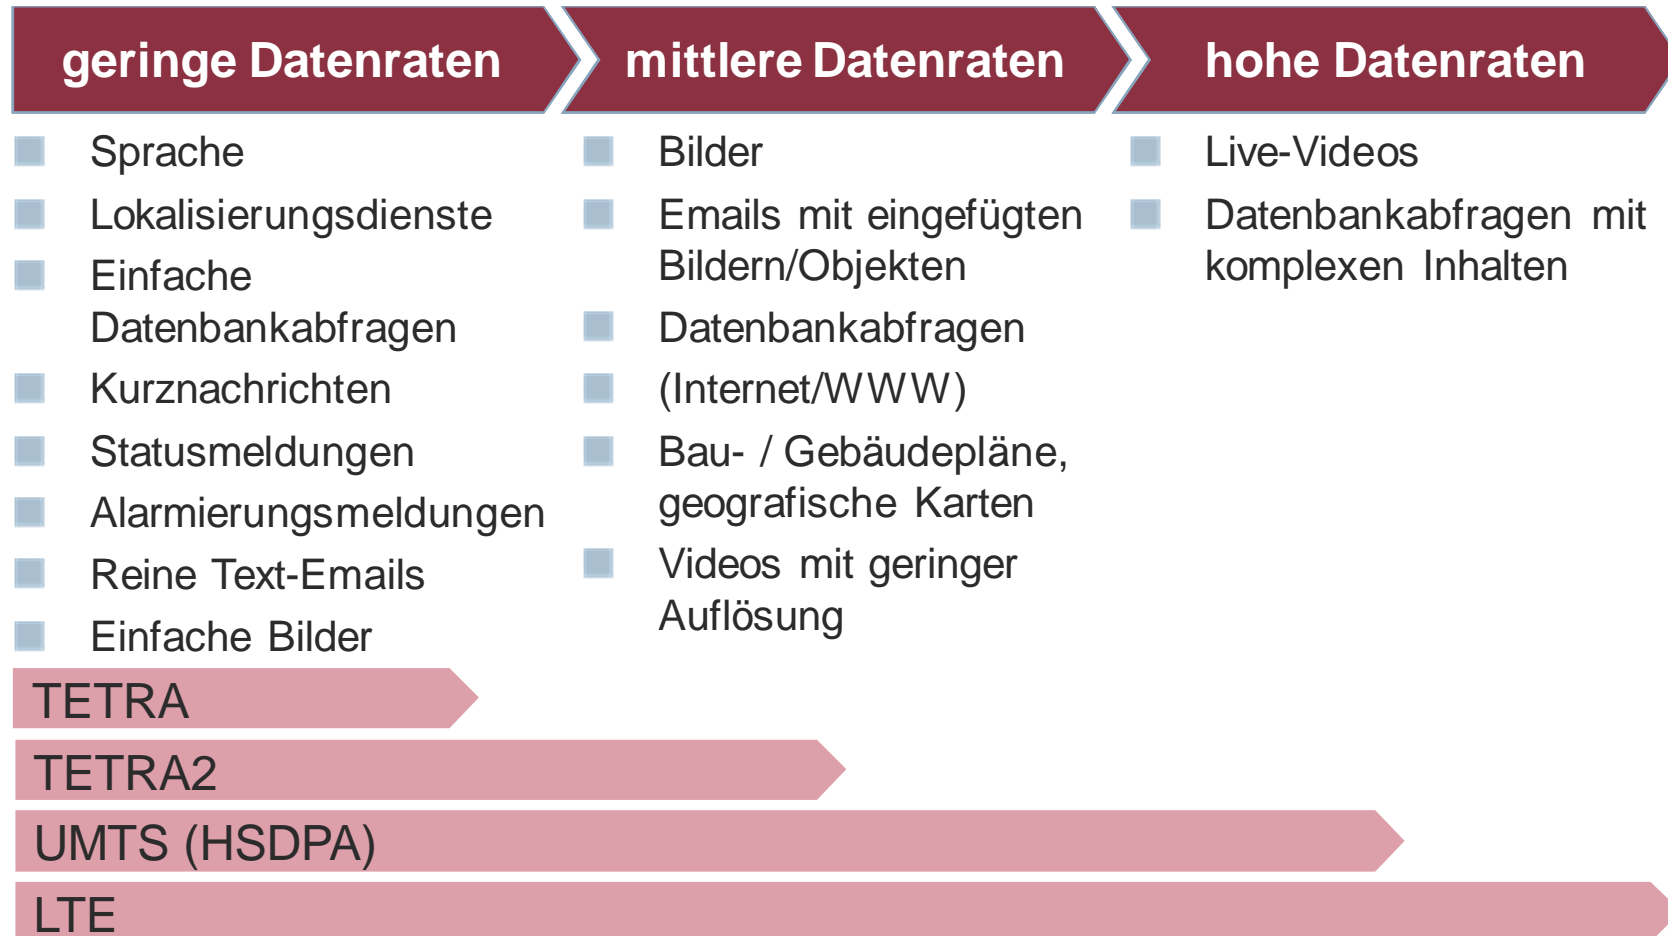 geringe Datenraten
Sprache
Lokalisierungsdienste
Einfache
Datenbankabfragen
Kurznachrichten
Statusmeldungen
Alarmierungsmeldungen
Reine Text-Emails
Einfache Bilder
mittlere Datenraten
Bilder
Emails mit eingefügten
Bildern/Objekten
Datenbankabfragen
(Internet/WWW)
Bau- / Gebäudepläne,
geografische Karten
Videos mit geringer
Auflösung
hohe Datenraten
Live-Videos
Datenbankabfragen mit
komplexen Inhalten
TETRA
TETRA2
UMTS (HSDPA)
LTE